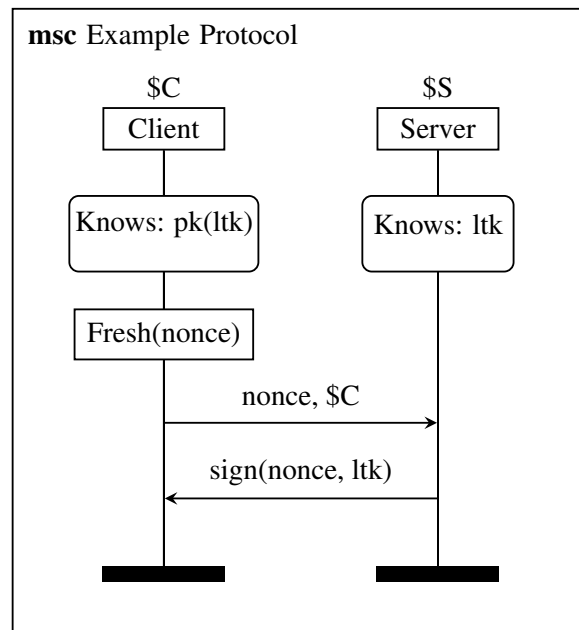 msc Example Protocol
$C
$S
Client
Server
Knows: pk(ltk)
Knows: ltk
Fresh(nonce)
nonce, $C
sign(nonce, ltk)